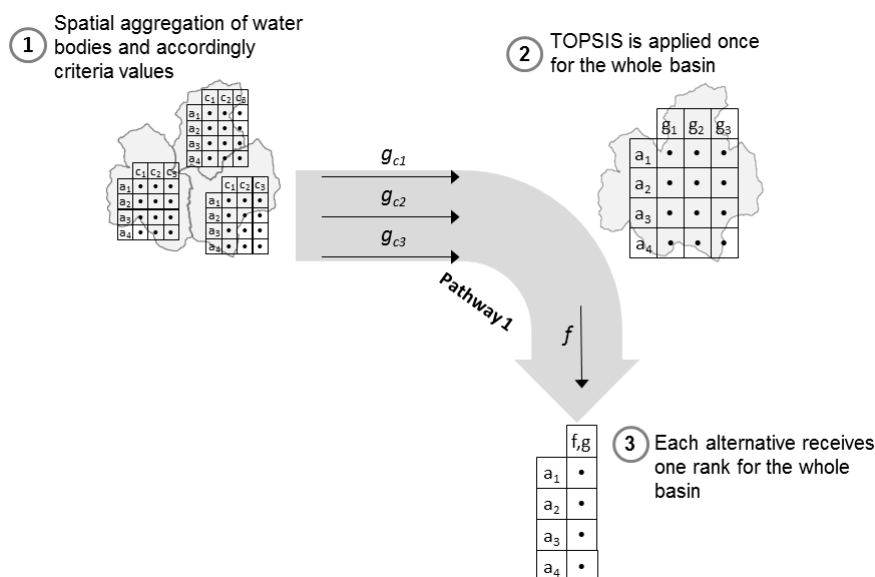 1
Spatial aggregation of water
bodies and accordingly
criteria values
2
TOPSIS is applied once
for the whole basin
c1 c2 c3
a1
a2
a3
a4
c1 c2 c3
a1
a2
a3
a4
c1 c2 c3
a1
a2
a3
a4
gc1
gc2
gc3
Pathway 1
f
g1 g2 g3
a1
a2
a3
a4
f,g
a1
a2
a3
a4
3
Each alternative receives
one rank for the whole
basin